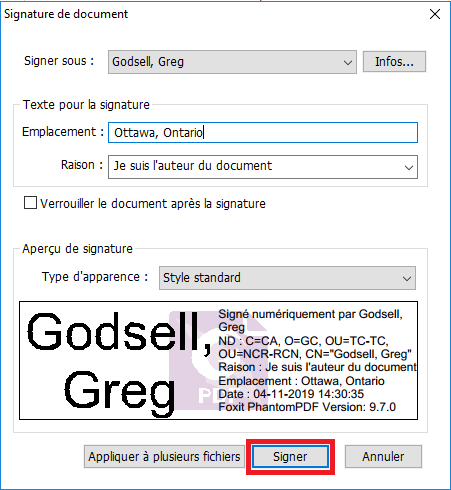 Signature de document
Signer sous :
Godsell, Greg
Infos...
Texte pour la signature
Emplacement :
Ottawa, Ontario
Raison :
Je suis l'auteur du document
Verrouiller le document après la signature
Aperçu de signature
Type d'apparence :
Style standard
Godsell,
Greg
PD
Signé numériquement par Godsell,
Greg
ND : C=CA, O=GC, OU=TC-TC,
OU=NCR-RCN, CN="Godsell, Greg"
Raison : Je suis l'auteur du document
Emplacement : Ottawa, Ontario
Date : 04-11-2019 14:30:35
Foxit PhantomPDF Version: 9.7.0
Appliquer à plusieurs fichiers
Signer
Annuler